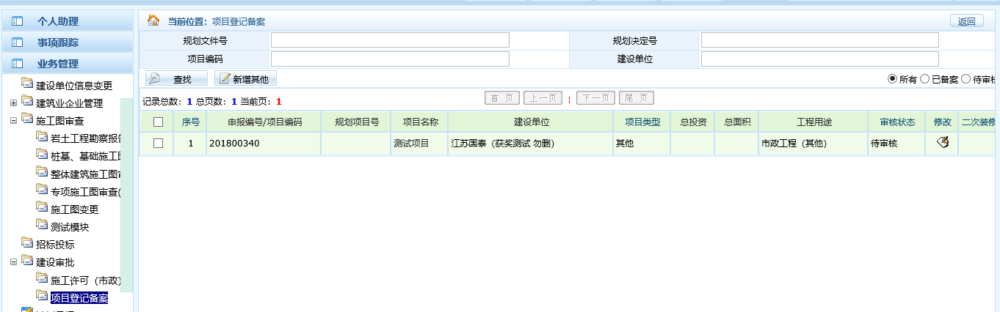 个人助理
事项跟踪
业务管理
建设单位信息变更
建筑业企业管理
施工图审查
岩土工程勘察报告
桩基、基础施工图
整体建筑施工图审
专项施工图审查(
施工图变更
测试模块
招标投标
建设审批
施工许可（市政）
项目登记备案
当前位置：项目登记备案 返回
规划文件号 规划决定号
项目编码 建设单位
查找 新增其他 所有 已备案 待审核
记录总数：1 总页数：1 当前页：1 首 页 上一页 ¦ 下一页 尾 页
序号 申报编号/项目编码 规划项目号 项目名称 建设单位 项目类型 总投资 总面积 工程用途 审核状态 修改 二次装修
1 201800340 测试项目 江苏国泰（获奖测试 勿删） 其他 市政工程（其他） 待审核